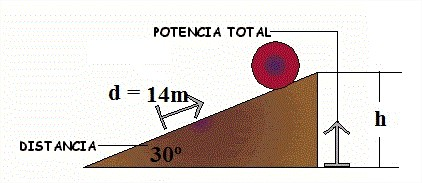 POTENCIA TOTAL
d = 14m
h
DISTANCIA
30º